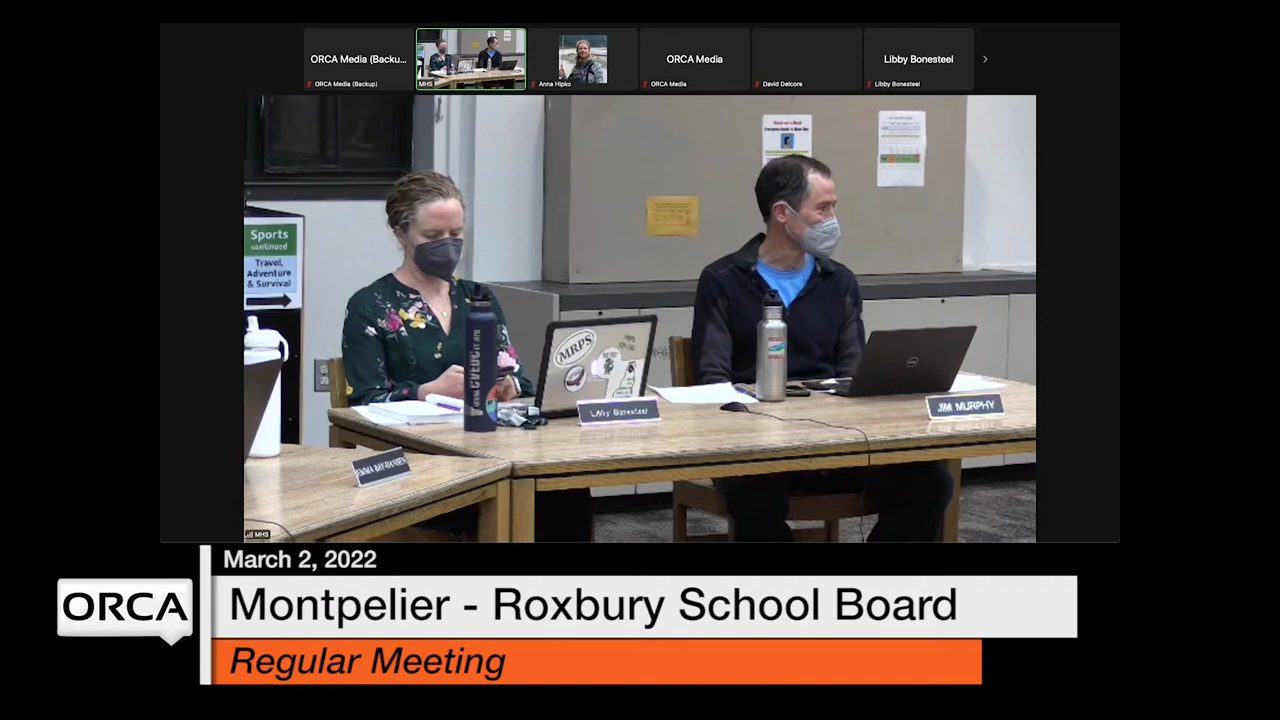 ORCA Media (Backu...
ORCA Media
Libby Bonesteel
ORCA Media (Backup)
MHS
Anna Hipko
ORCA Media
David Delcore
Libby Bonesteel
Sports
continued
Travel,
Adventure
& Survival
MRPS
Libby Bonesteel
JIM MURPHY
DELL
MHS
March 2, 2022
ORCA
Montpelier - Roxbury School Board
Regular Meeting